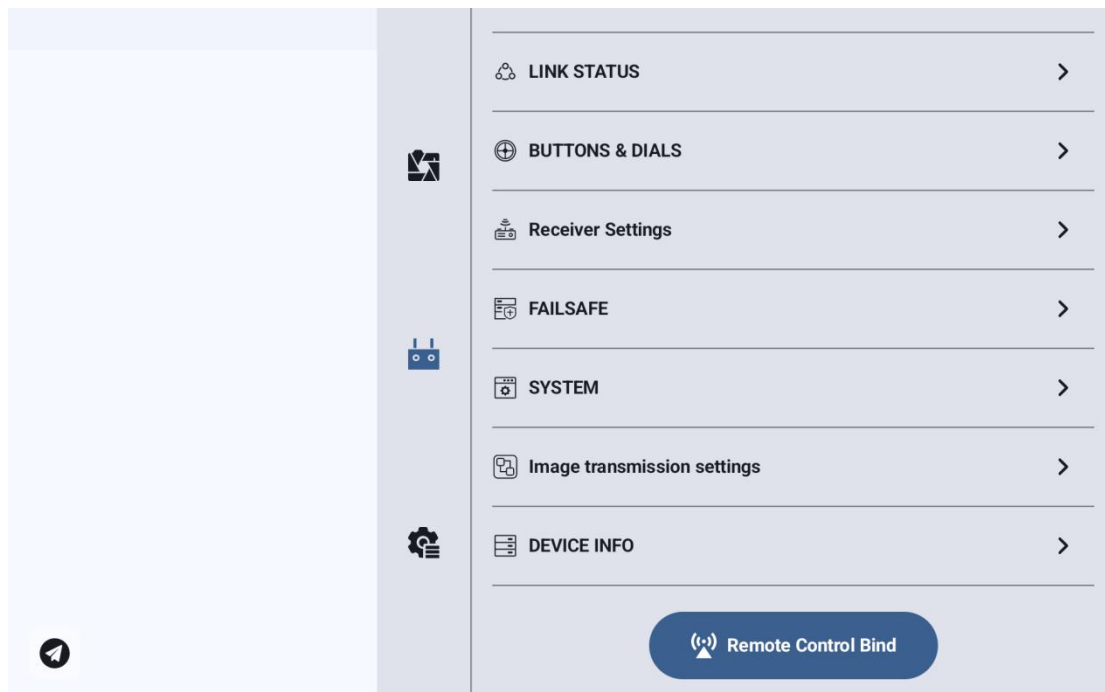 LINK STATUS
BUTTONS & DIALS
Receiver Settings
FAILSAFE
SYSTEM
Image transmission settings
DEVICE INFO
Remote Control Bind